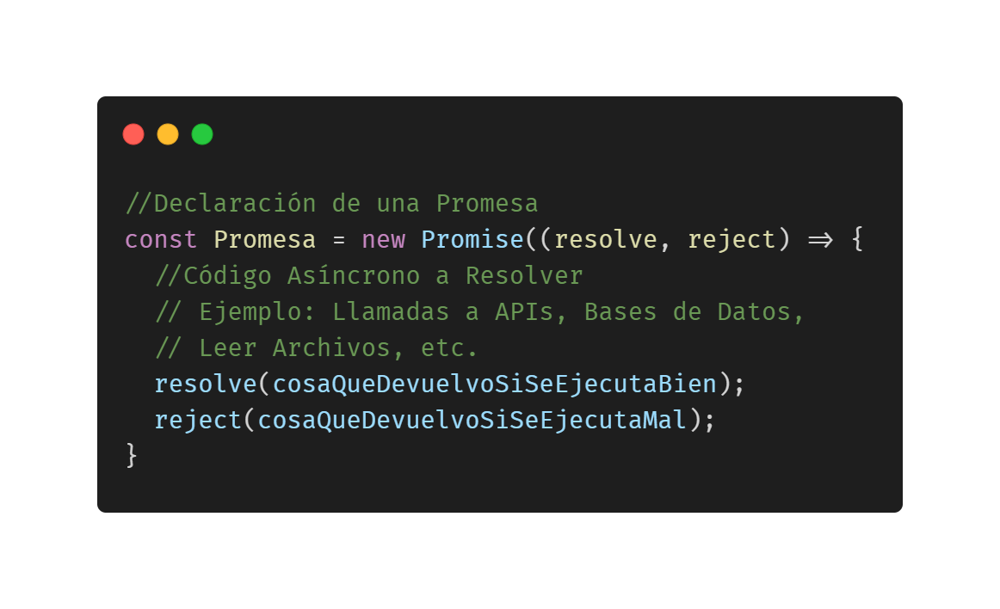 //Declaración de una Promesa
const Promesa = new Promise((resolve, reject) => {
  //Código Asíncrono a Resolver
  // Ejemplo: Llamadas a APIs, Bases de Datos,
  // Leer Archivos, etc.
  resolve(cosaQueDevuelvoSiSeEjecutaBien);
  reject(cosaQueDevuelvoSiSeEjecutaMal);
}